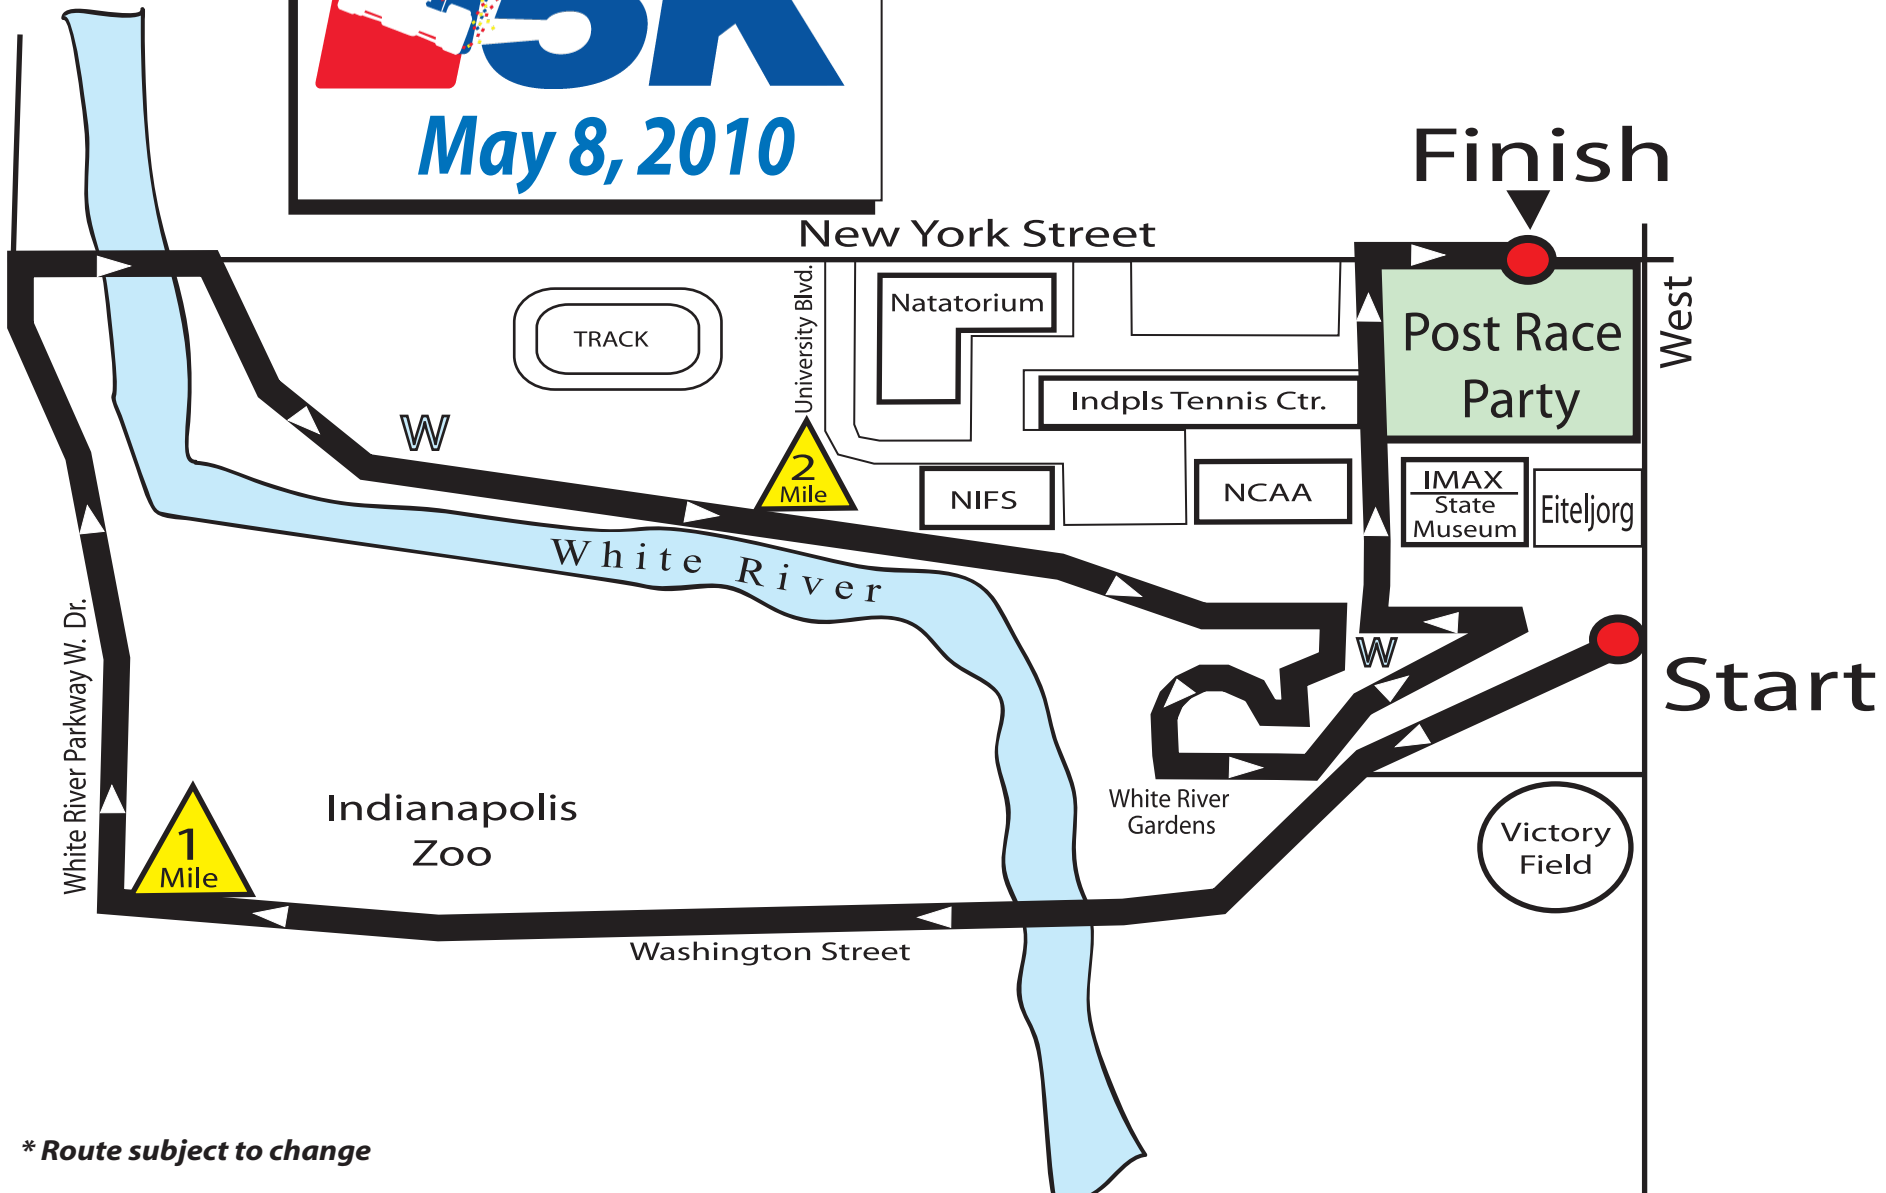 5K
May 8, 2010
Finish
New York Street
West
University Blvd.
Natatorium
TRACK
Post Race
Party
Indpls Tennis Ctr.
W
2
Mile
NIFS
NCAA
IMAX
State
Museum
Eiteljorg
White River
W
Start
White River Parkway W. Dr.
Indianapolis
Zoo
1
Mile
White River
Gardens
Victory
Field
Washington Street
* Route subject to change